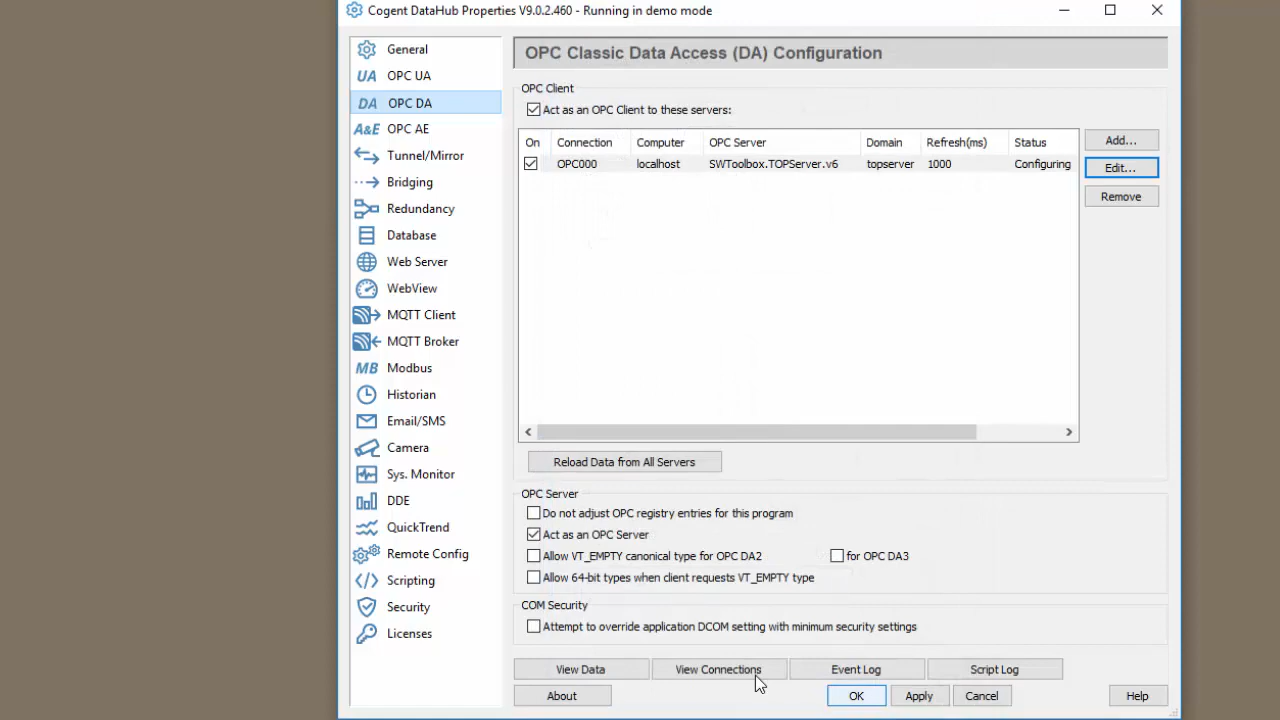 Cogent DataHub Properties V9.0.2.460 - Running in demo mode
General
UA OPC UA
DA OPC DA
A&E OPC AE
Tunnel/Mirror
Bridging
Redundancy
Database
Web Server
WebView
MQTT Client
MQTT Broker
MB Modbus
Historian
Email/SMS
Camera
Sys. Monitor
DDE
QuickTrend
Remote Config
Scripting
Security
Licenses
OPC Classic Data Access (DA) Configuration
OPC Client
Act as an OPC Client to these servers:
On Connection Computer OPC Server Domain Refresh(ms) Status
OPC000 localhost SWToolbox.TOPServer.v6 topserver 1000 Configuring
Add...
Edit...
Remove
Reload Data from All Servers
OPC Server
Do not adjust OPC registry entries for this program
Act as an OPC Server
Allow VT_EMPTY canonical type for OPC DA2 for OPC DA3
Allow 64-bit types when client requests VT_EMPTY type
COM Security
Attempt to override application DCOM setting with minimum security settings
View Data View Connections Event Log Script Log
About OK Apply Cancel Help